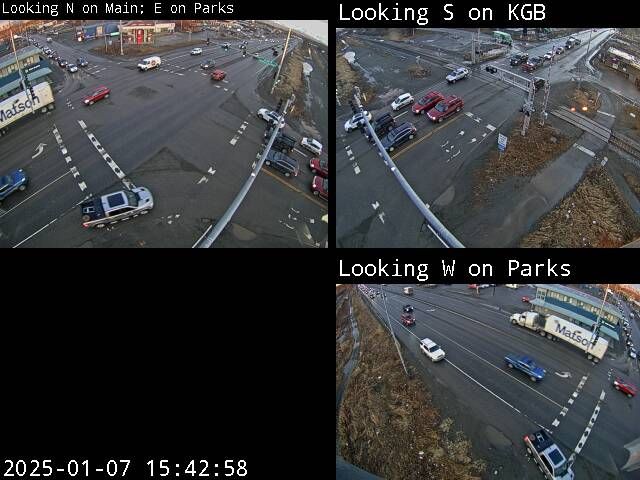 Looking N on Main; E on Parks
Looking S on KGB
Matson
Looking W on Parks
Matson
2025-01-07 15:42:58